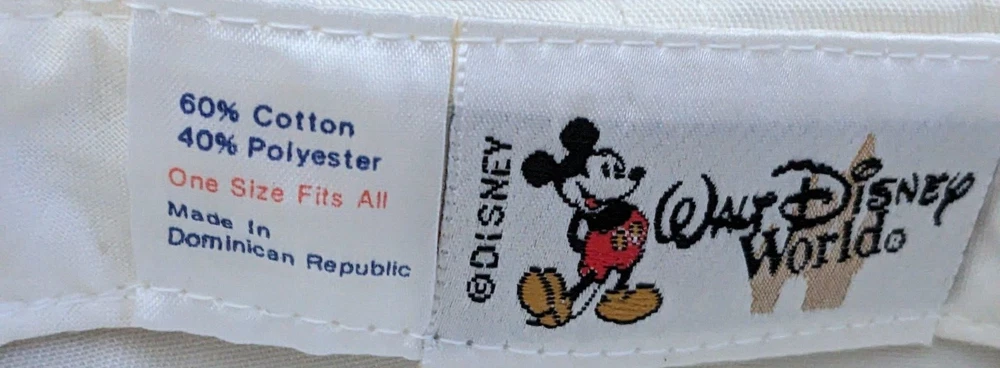 60% Cotton
40% Polyester
One Size Fits All
Made In
Dominican Republic
©DISNEY
WALT DISNEY
World